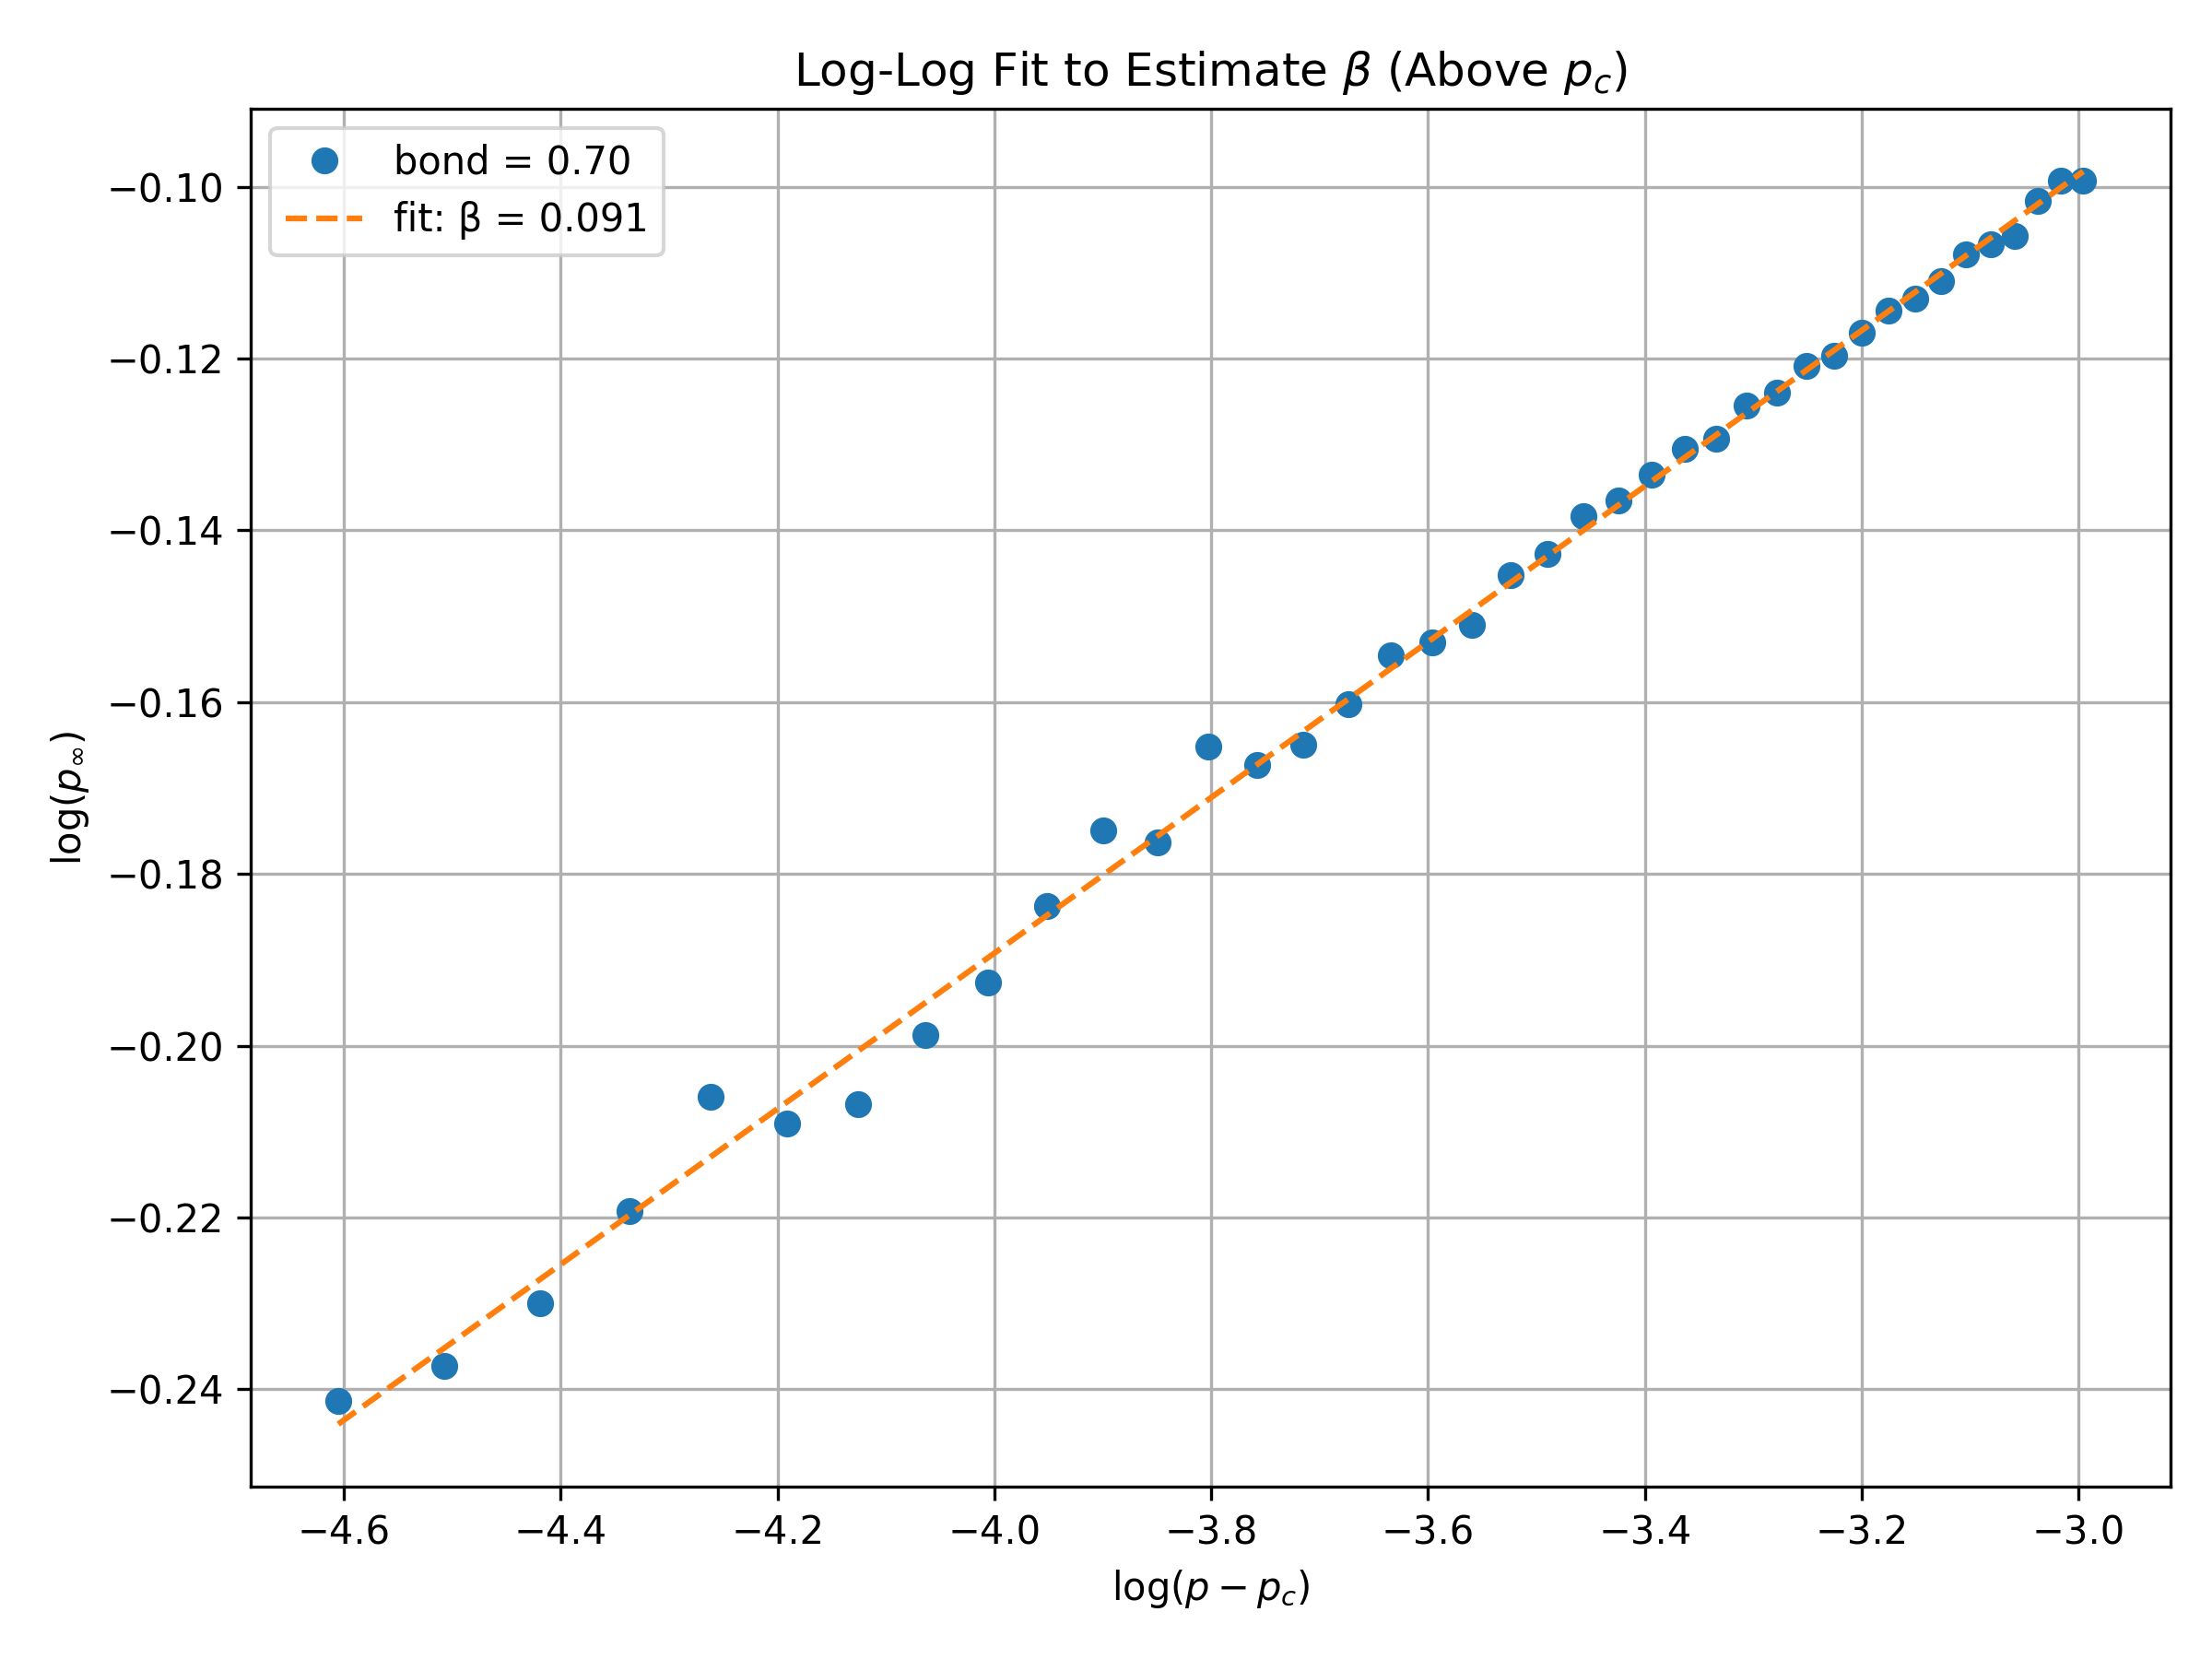 Log-Log Fit to Estimate β (Above p_c)
bond = 0.70
fit: β = 0.091
−0.10
−0.12
−0.14
−0.16
−0.18
−0.20
−0.22
−0.24
log(p_∞)
−4.6 −4.4 −4.2 −4.0 −3.8 −3.6 −3.4 −3.2 −3.0
log(p − p_c)